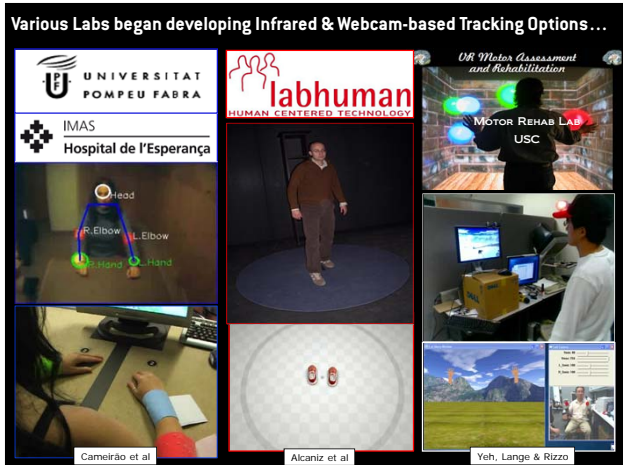 Various Labs began developing Infrared & Webcam-based Tracking Options...
UNIVERSITAT
POMPEU FABRA
IMAS
Hospital de l'Esperança
Head
R.Elbow
L.Elbow
R.Hand
L.Hand
Cameirão et al
labhuman
HUMAN CENTERED TECHNOLOGY
Alcaniz et al
VR Motor Assessment
and Rehabilitation
MOTOR REHAB LAB
USC
DELL
Yeh, Lange & Rizzo